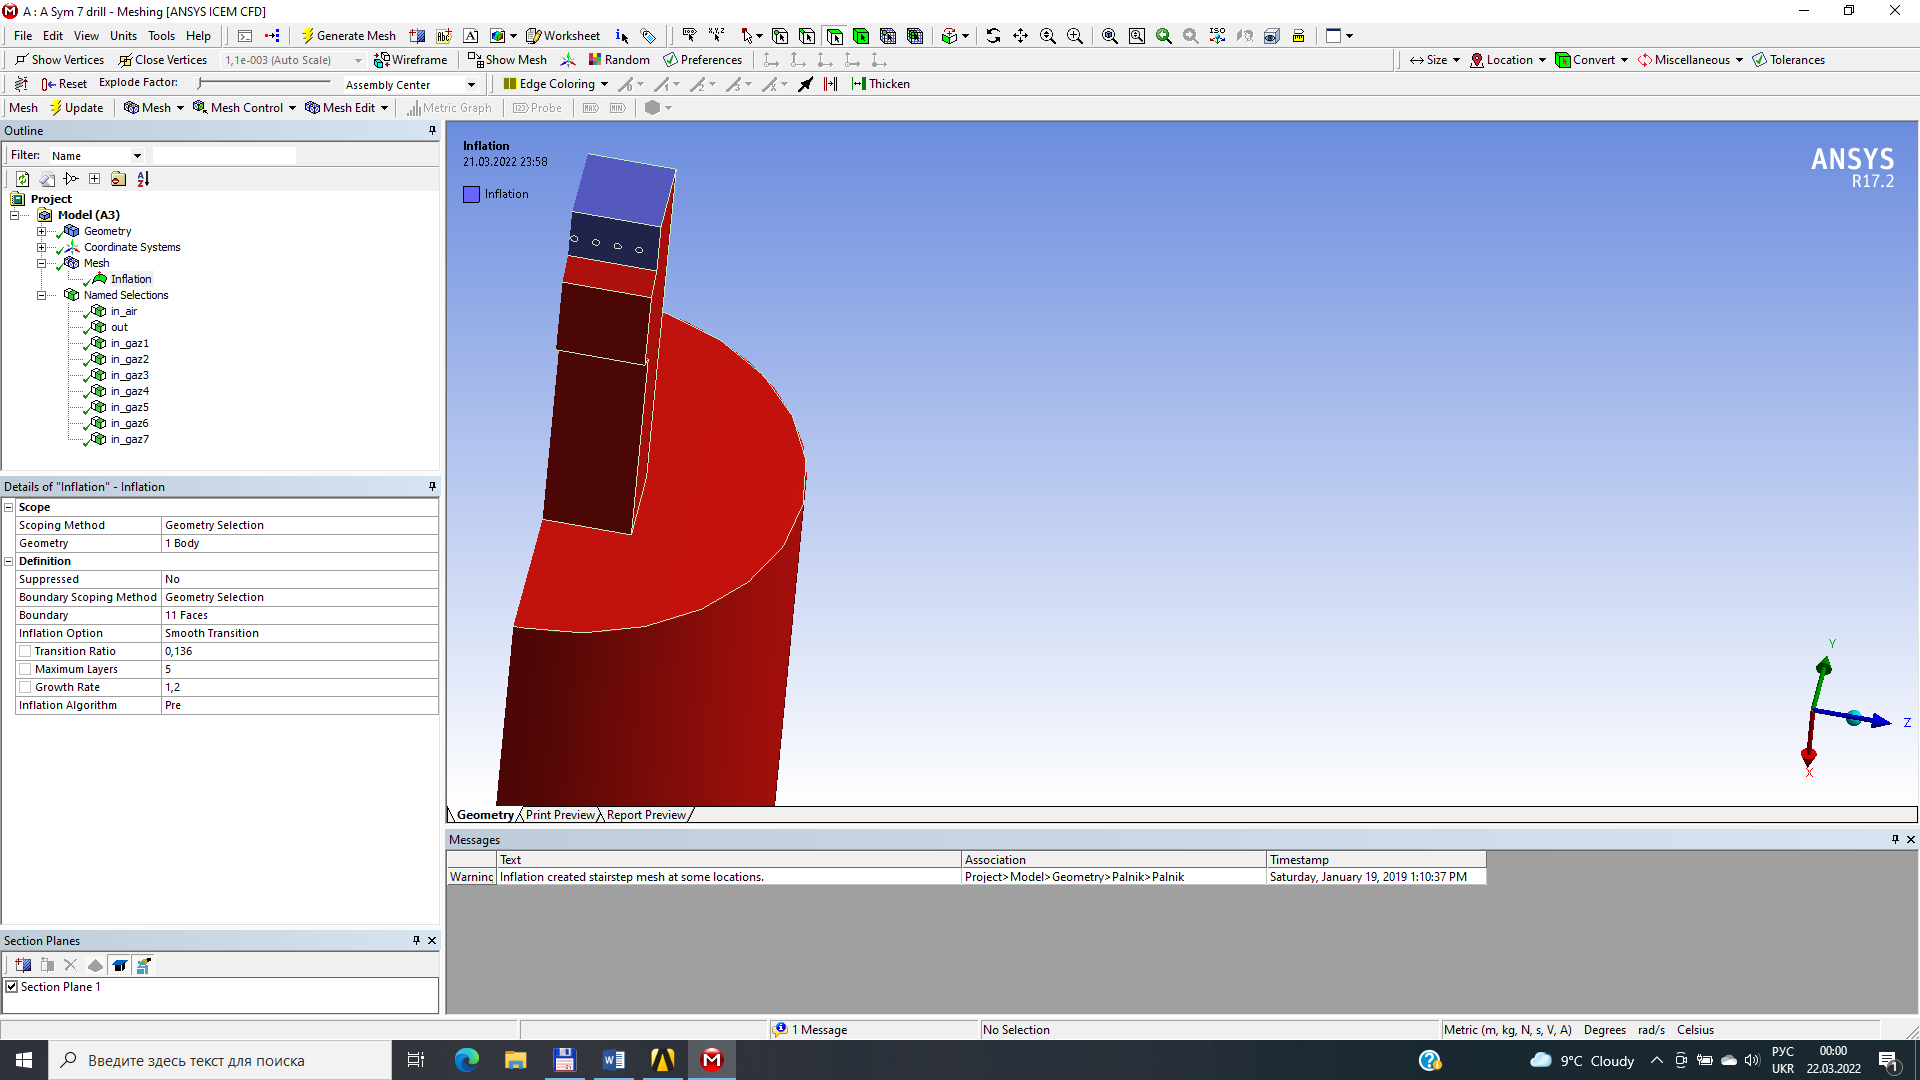 A : A Sym 7 drill - Meshing [ANSYS ICEM CFD]
File Edit View Units Tools Help Generate Mesh Worksheet
Show Vertices Close Vertices 1,1e-003 (Auto Scale) Wireframe Show Mesh Random Preferences Size Location Convert Miscellaneous Tolerances
Reset Explode Factor: Assembly Center Edge Coloring Thicken
Mesh Update Mesh Mesh Control Mesh Edit Metric Graph Probe
Outline
Filter: Name
Project
Model (A3)
Geometry
Coordinate Systems
Mesh
Inflation
Named Selections
in_air
out
in_gaz1
in_gaz2
in_gaz3
in_gaz4
in_gaz5
in_gaz6
in_gaz7
Details of "Inflation" - Inflation
Scope
Scoping Method Geometry Selection
Geometry 1 Body
Definition
Suppressed No
Boundary Scoping Method Geometry Selection
Boundary 11 Faces
Inflation Option Smooth Transition
Transition Ratio 0,136
Maximum Layers 5
Growth Rate 1,2
Inflation Algorithm Pre
Section Planes
Section Plane 1
Inflation
21.03.2022 23:58
Inflation
ANSYS
R17.2
Y
Z
X
Geometry Print Preview Report Preview
Messages
Text Association Timestamp
Warning Inflation created stairstep mesh at some locations. Project>Model>Geometry>Palnik>Palnik Saturday, January 19, 2019 1:10:37 PM
1 Message No Selection Metric (m, kg, N, s, V, A) Degrees rad/s Celsius
Введите здесь текст для поиска
9°C Cloudy
РУС
UKR
00:00
22.03.2022
1